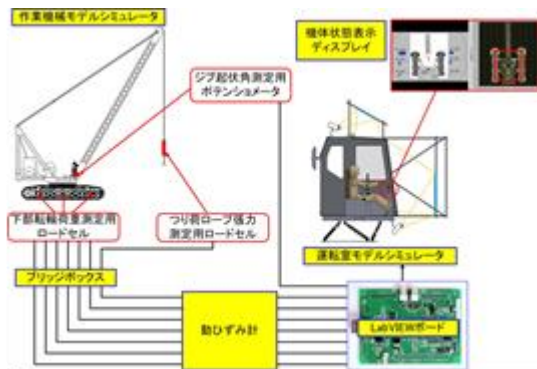 作業機械モデルシミュレータ
機体状態表示
ディスプレイ
ジブ起伏角測定用
ポテンショメータ
下部転輪荷重測定用
ロードセル
つり荷ロープ張力
測定用ロードセル
ブリッジボックス
運転室モデルシミュレータ
動ひずみ計
LabVIEWボード